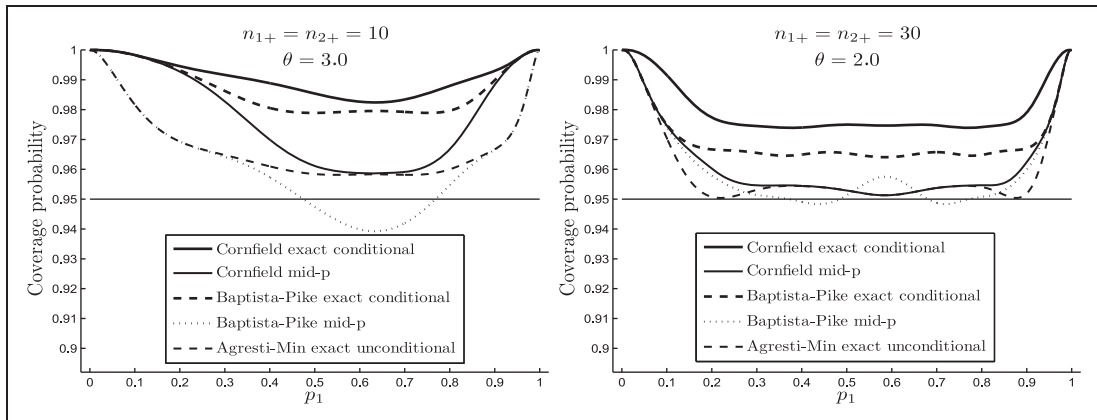 n₁₊ = n₂₊ = 10
θ = 3.0
Coverage probability
1
0.99
0.98
0.97
0.96
0.95
0.94
0.93
0.92
0.91
0.9
Cornfield exact conditional
Cornfield mid-p
Baptista-Pike exact conditional
Baptista-Pike mid-p
Agresti-Min exact unconditional
0 0.1 0.2 0.3 0.4 0.5 0.6 0.7 0.8 0.9 1
p₁
n₁₊ = n₂₊ = 30
θ = 2.0
Coverage probability
1
0.99
0.98
0.97
0.96
0.95
0.94
0.93
0.92
0.91
0.9
Cornfield exact conditional
Cornfield mid-p
Baptista-Pike exact conditional
Baptista-Pike mid-p
Agresti-Min exact unconditional
0 0.1 0.2 0.3 0.4 0.5 0.6 0.7 0.8 0.9 1
p₁